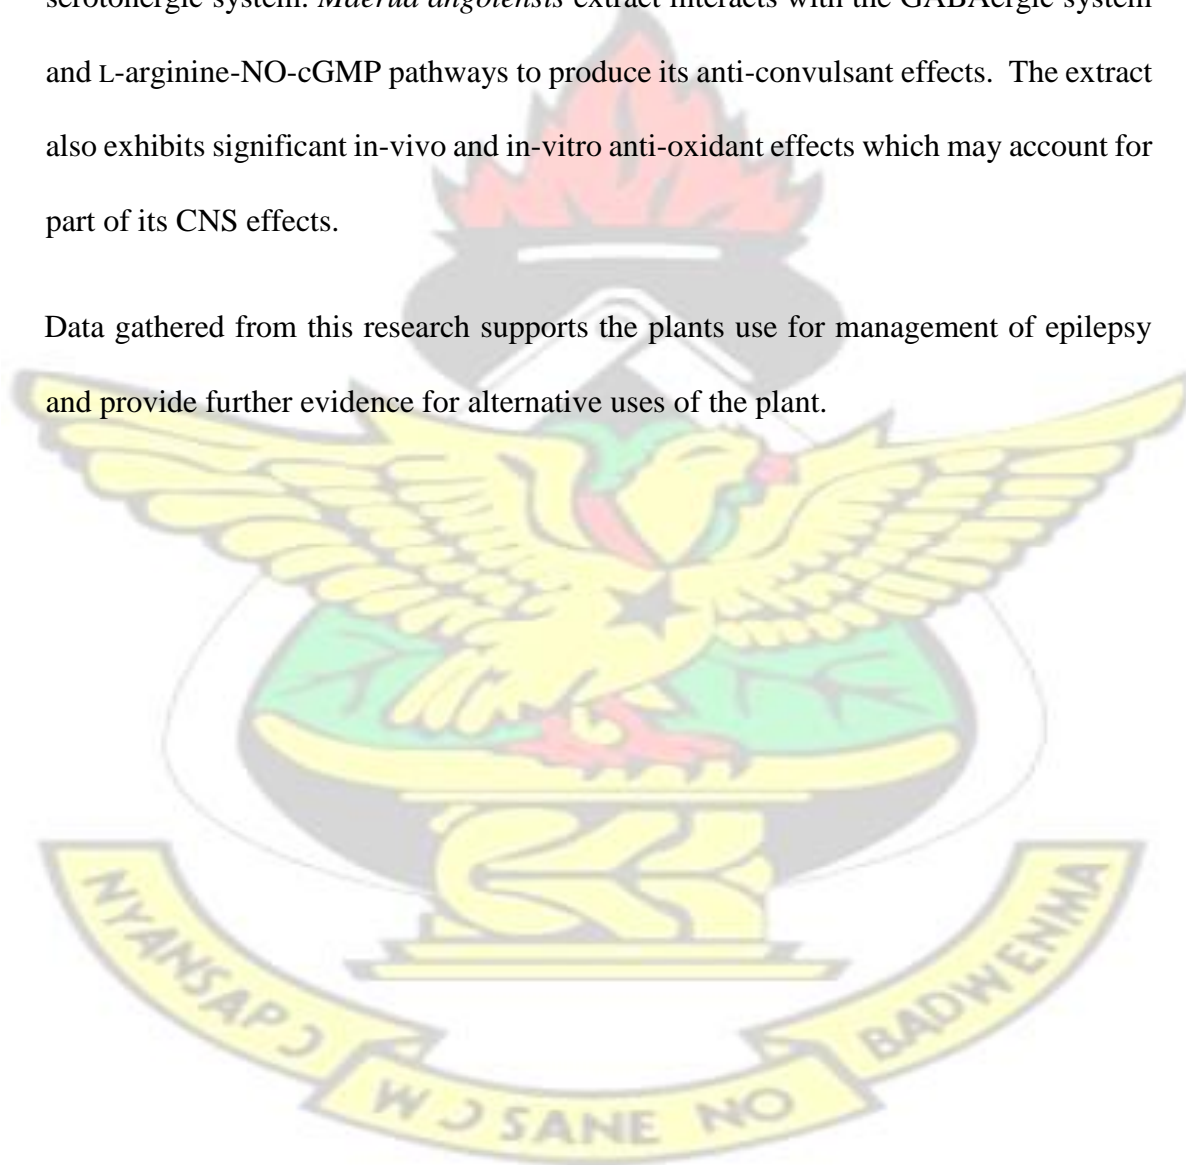 serotonergic system. Maerua angolensis extract interacts with the GABAergic system
and L-arginine-NO-cGMP pathways to produce its anti-convulsant effects. The extract
also exhibits significant in-vivo and in-vitro anti-oxidant effects which may account for
part of its CNS effects.
Data gathered from this research supports the plants use for management of epilepsy
and provide further evidence for alternative uses of the plant.
NYANSAPƆ
WƆSANE NO
BADWENMA